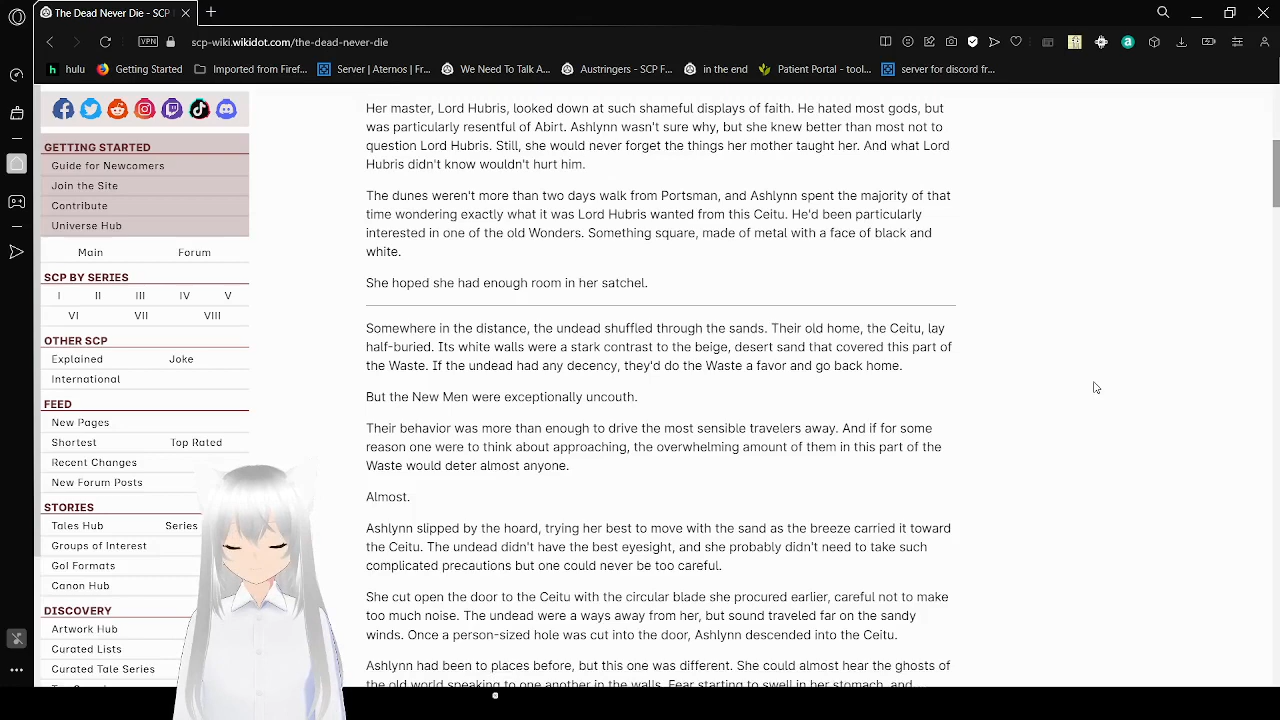 The Dead Never Die - SCP
scp-wiki.wikidot.com/the-dead-never-die
VPN
hulu
Getting Started
Imported from Firef...
Server | Aternos | Fr...
We Need To Talk A...
Austringers - SCP F...
in the end
Patient Portal - tool...
server for discord fr...
GETTING STARTED
Guide for Newcomers
Join the Site
Contribute
Universe Hub
Main Forum
SCP BY SERIES
I II III IV V
VI VII VIII
OTHER SCP
Explained Joke
International
FEED
New Pages
Shortest Top Rated
Recent Changes
New Forum Posts
STORIES
Tales Hub Series
Groups of Interest
GoI Formats
Canon Hub
DISCOVERY
Artwork Hub
Curated Lists
Curated Tale Series
Her master, Lord Hubris, looked down at such shameful displays of faith. He hated most gods, but
was particularly resentful of Abirt. Ashlynn wasn't sure why, but she knew better than most not to
question Lord Hubris. Still, she would never forget the things her mother taught her. And what Lord
Hubris didn't know wouldn't hurt him.
The dunes weren't more than two days walk from Portsman, and Ashlynn spent the majority of that
time wondering exactly what it was Lord Hubris wanted from this Ceitu. He'd been particularly
interested in one of the old Wonders. Something square, made of metal with a face of black and
white.
She hoped she had enough room in her satchel.
Somewhere in the distance, the undead shuffled through the sands. Their old home, the Ceitu, lay
half-buried. Its white walls were a stark contrast to the beige, desert sand that covered this part of
the Waste. If the undead had any decency, they'd do the Waste a favor and go back home.
But the New Men were exceptionally uncouth.
Their behavior was more than enough to drive the most sensible travelers away. And if for some
reason one were to think about approaching, the overwhelming amount of them in this part of the
Waste would deter almost anyone.
Almost.
Ashlynn slipped by the hoard, trying her best to move with the sand as the breeze carried it toward
the Ceitu. The undead didn't have the best eyesight, and she probably didn't need to take such
complicated precautions but one could never be too careful.
She cut open the door to the Ceitu with the circular blade she procured earlier, careful not to make
too much noise. The undead were a ways away from her, but sound traveled far on the sandy
winds. Once a person-sized hole was cut into the door, Ashlynn descended into the Ceitu.
Ashlynn had been to places before, but this one was different. She could almost hear the ghosts of
the old world speaking to one another in the walls. Fear starting to swell in her stomach, and